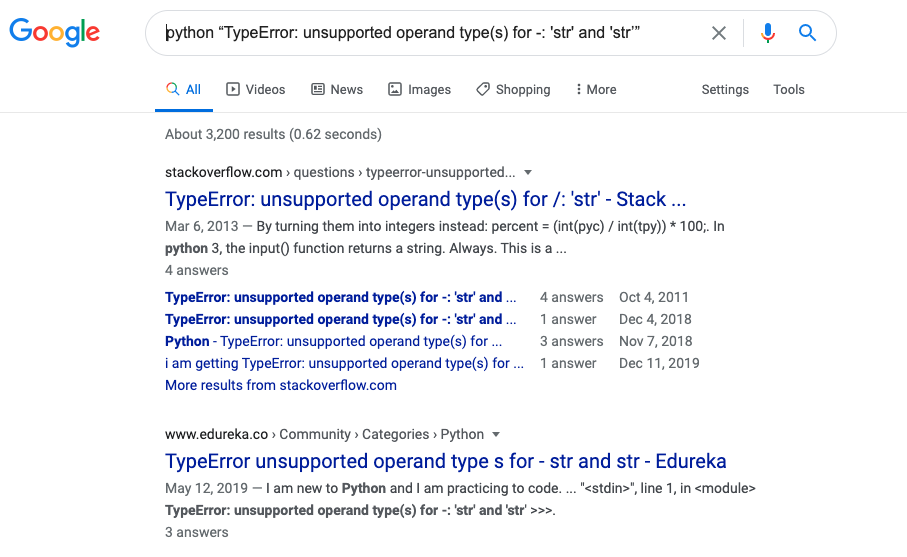 Google
python “TypeError: unsupported operand type(s) for -: 'str' and 'str'”
All Videos News Images Shopping More Settings Tools
About 3,200 results (0.62 seconds)
stackoverflow.com › questions › typeerror-unsupported...
TypeError: unsupported operand type(s) for /: 'str' - Stack ...
Mar 6, 2013 — By turning them into integers instead: percent = (int(pyc) / int(tpy)) * 100;. In
python 3, the input() function returns a string. Always. This is a ...
4 answers
TypeError: unsupported operand type(s) for -: 'str' and ... 4 answers Oct 4, 2011
TypeError: unsupported operand type(s) for -: 'str' and ... 1 answer Dec 4, 2018
Python - TypeError: unsupported operand type(s) for ... 3 answers Nov 7, 2018
i am getting TypeError: unsupported operand type(s) for ... 1 answer Dec 11, 2019
More results from stackoverflow.com
www.edureka.co › Community › Categories › Python
TypeError unsupported operand type s for - str and str - Edureka
May 12, 2019 — I am new to Python and I am practicing to code. ... "<stdin>", line 1, in <module>
TypeError: unsupported operand type(s) for -: 'str' and 'str' >>>.
3 answers